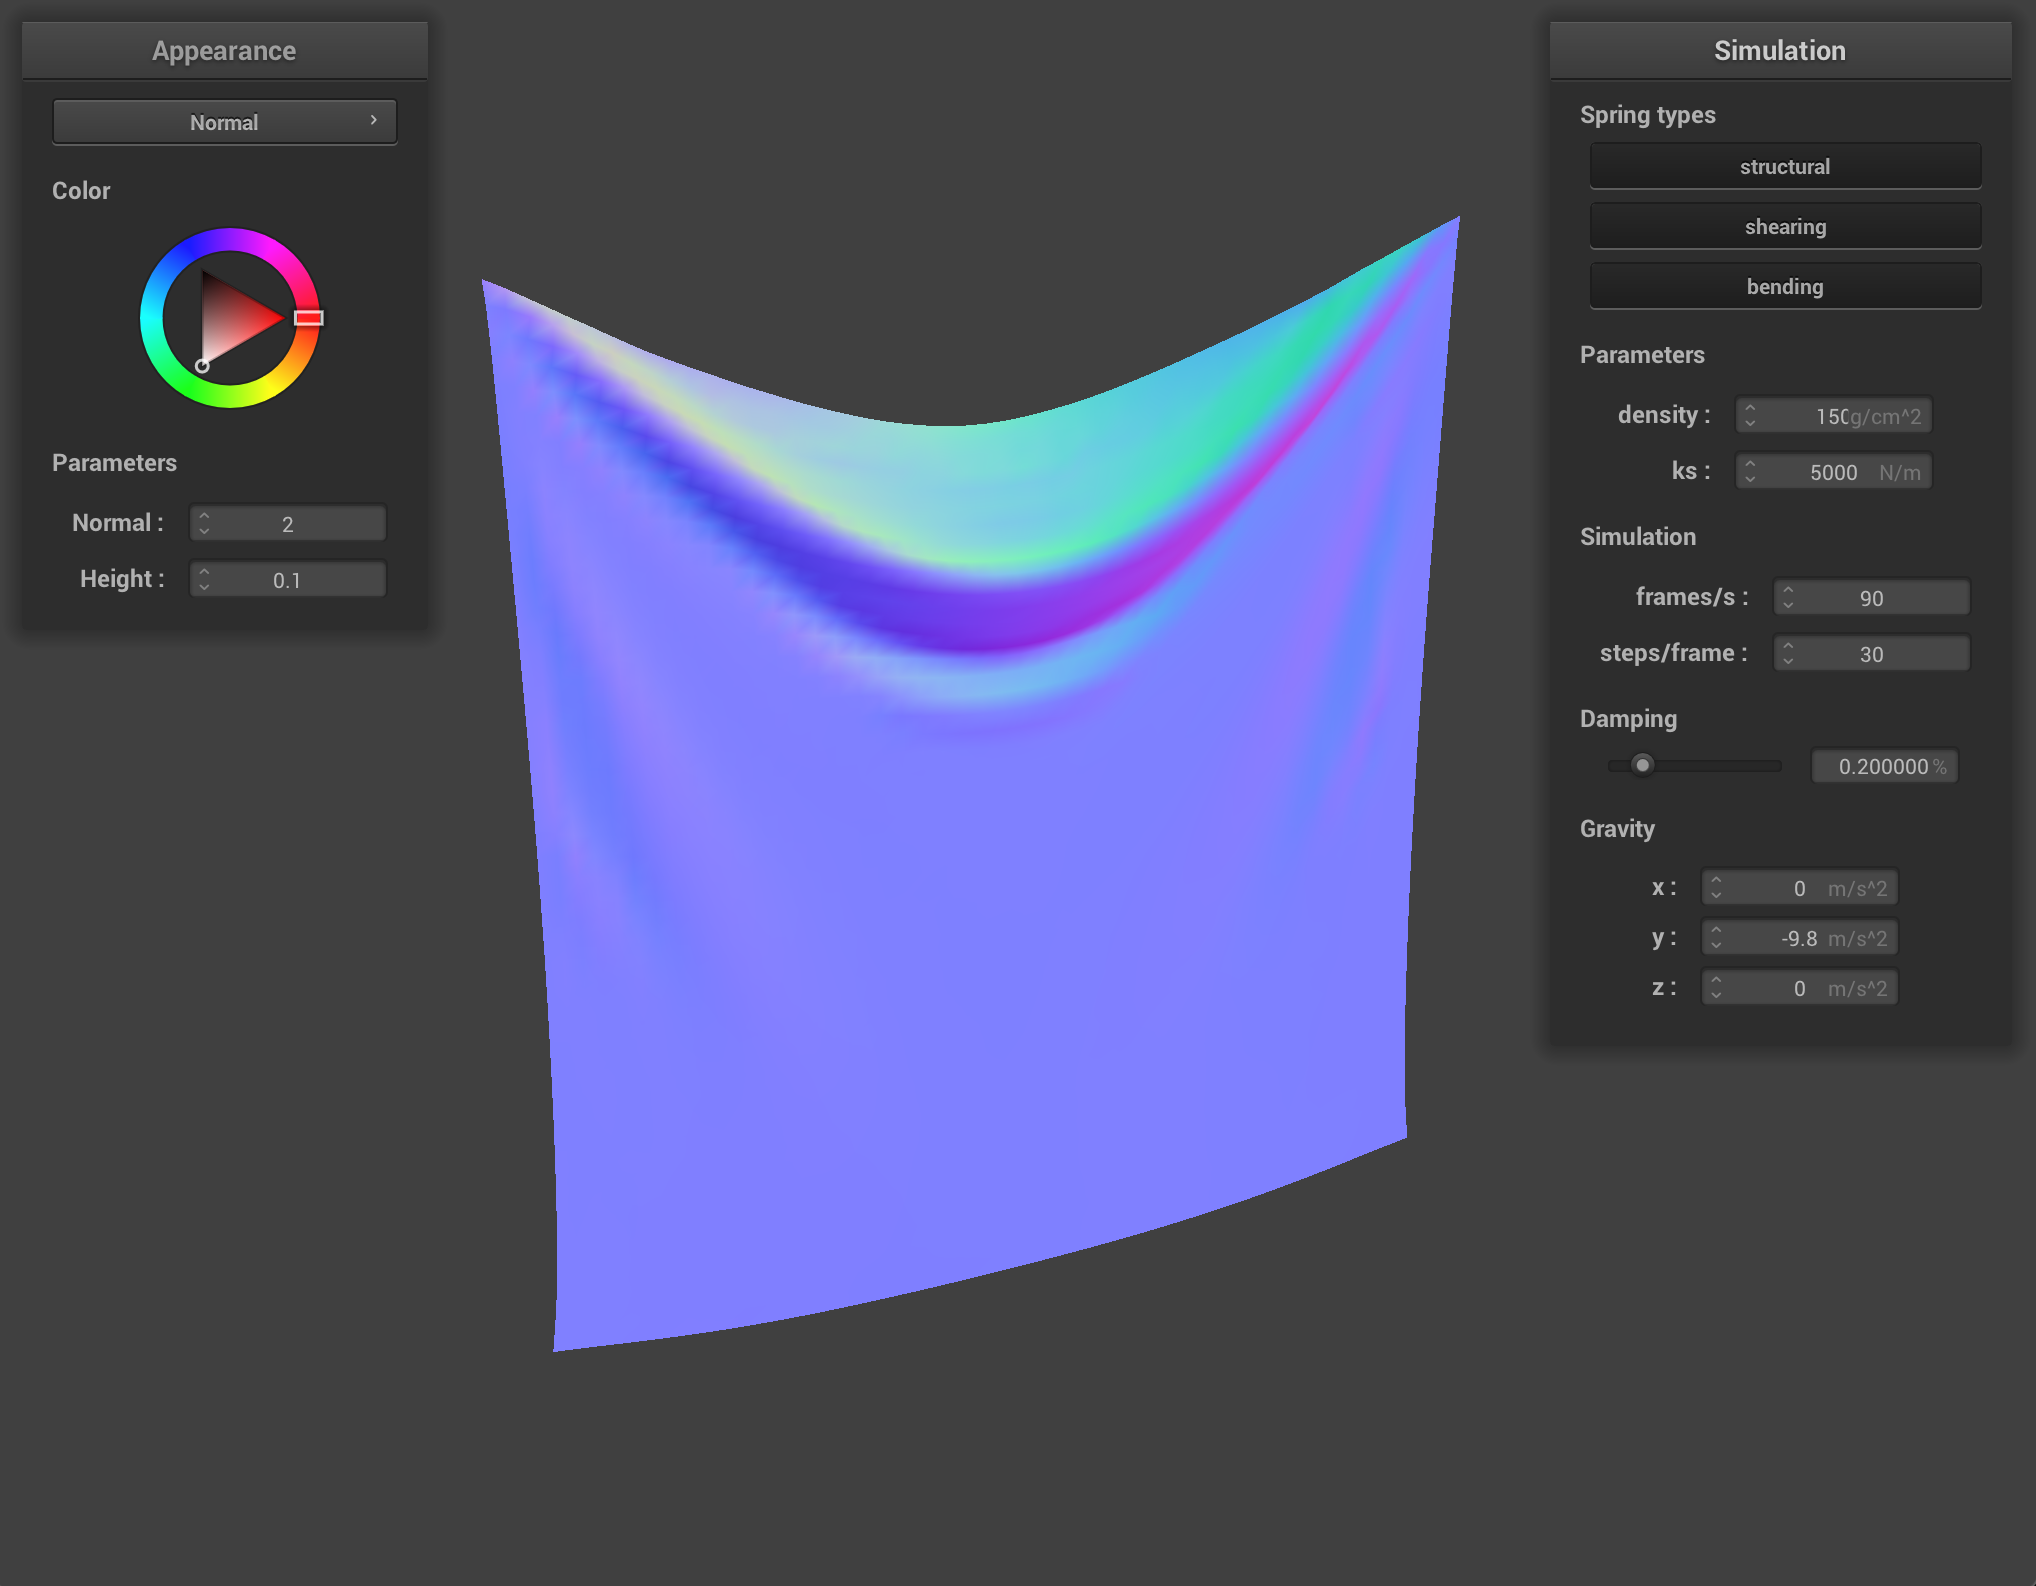 Appearance
Normal
Color
Parameters
Normal : 2
Height : 0.1
Simulation
Spring types
structural
shearing
bending
Parameters
density : 150 g/cm^2
ks : 5000 N/m
Simulation
frames/s : 90
steps/frame : 30
Damping
0.200000 %
Gravity
x : 0 m/s^2
y : -9.8 m/s^2
z : 0 m/s^2